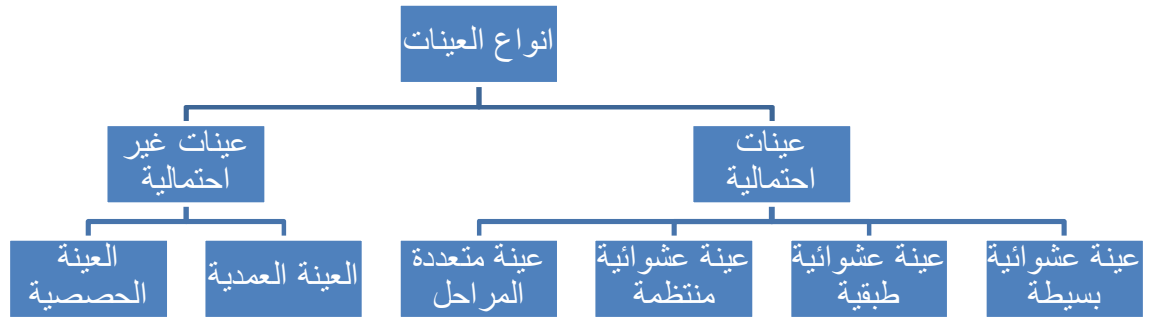 انواع العينات
عينات
احتمالية
عينات غير
احتمالية
عينة عشوائية
بسيطة
عينة عشوائية
طبقية
عينة عشوائية
منتظمة
عينة متعددة
المراحل
العينة العمدية
العينة
الحصصية